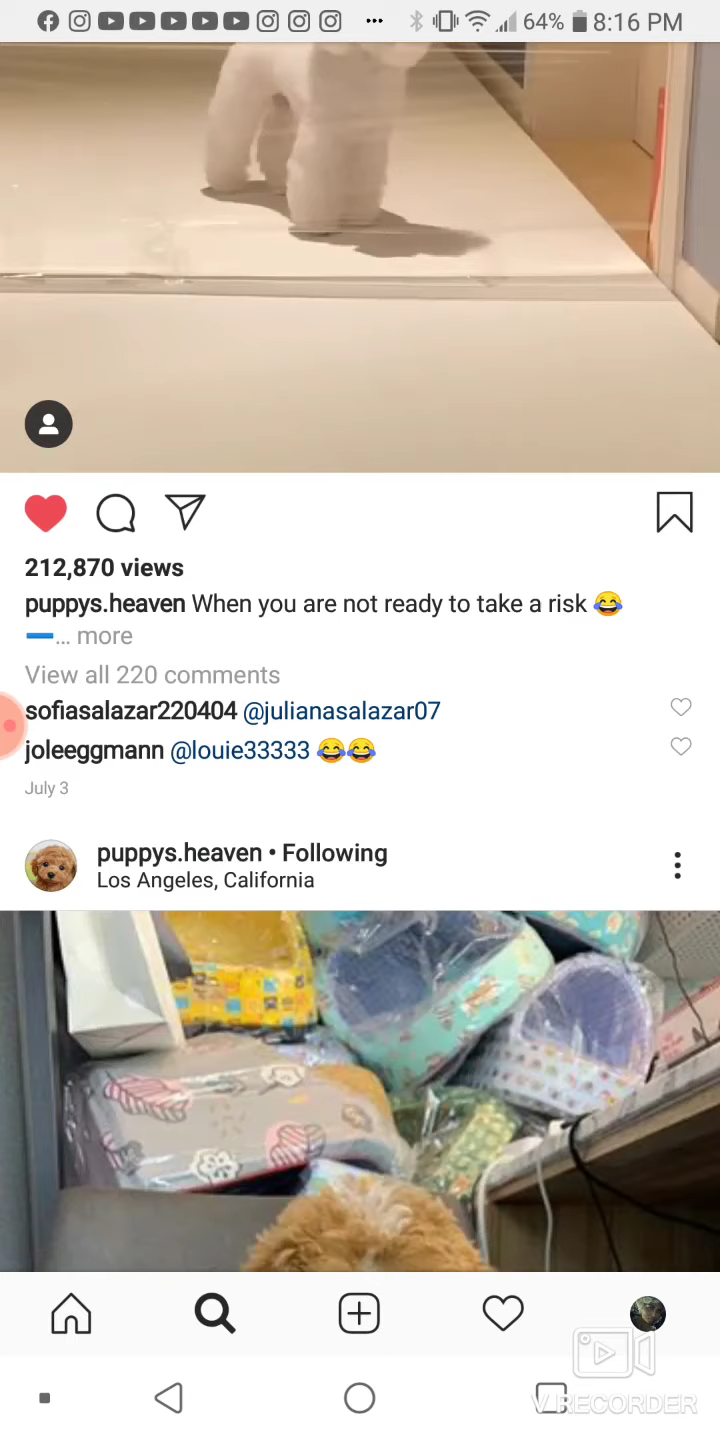 64% 8:16 PM
212,870 views
puppys.heaven When you are not ready to take a risk 😂
... more
View all 220 comments
sofiasalazar220404 @julianasalazar07
joleeggmann @louie33333 😂😂
July 3
puppys.heaven • Following
Los Angeles, California
V RECORDER